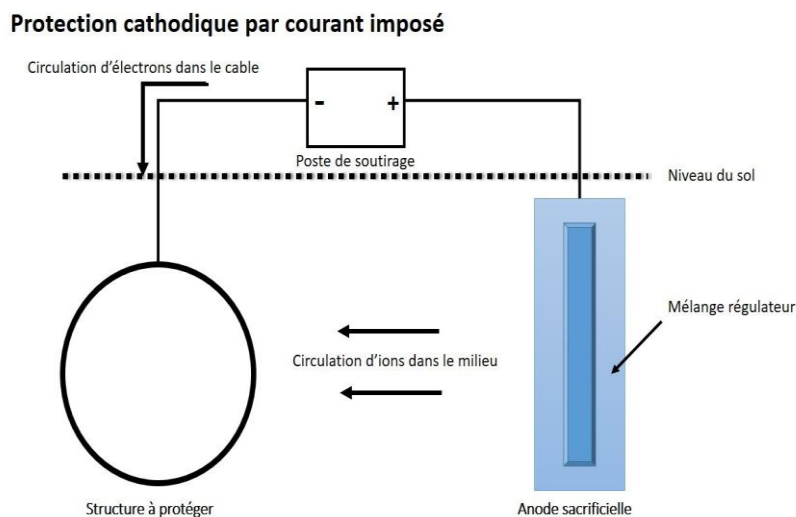 Protection cathodique par courant imposé
Circulation d'électrons dans le cable
- +
Poste de soutirage
Niveau du sol
Mélange régulateur
Circulation d'ions dans le milieu
Structure à protéger
Anode sacrificielle